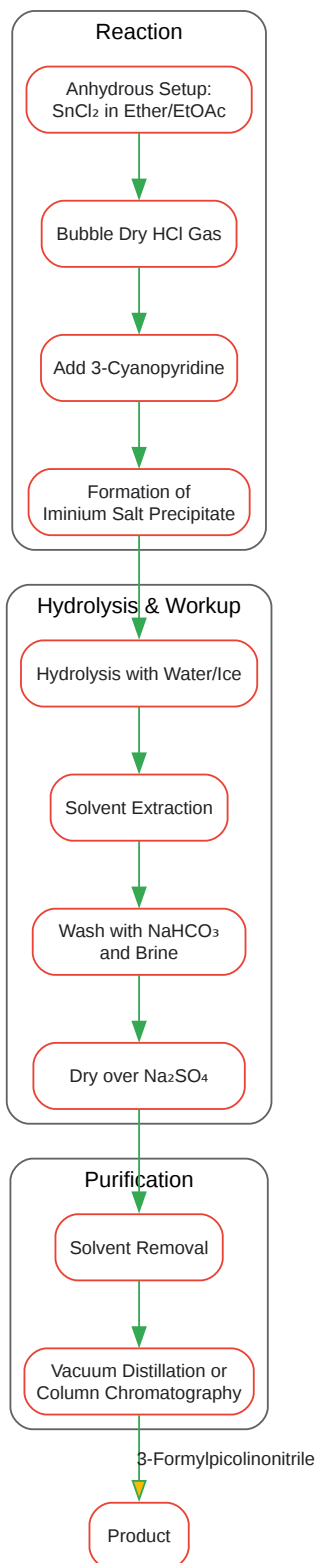 Reaction
Anhydrous Setup:
SnCl₂ in Ether/EtOAc
Bubble Dry HCl Gas
Add 3-Cyanopyridine
Formation of
Iminium Salt Precipitate
Hydrolysis & Workup
Hydrolysis with Water/Ice
Solvent Extraction
Wash with NaHCO₃
and Brine
Dry over Na₂SO₄
Purification
Solvent Removal
Vacuum Distillation or
Column Chromatography
3-Formylpicolinonitrile
Product